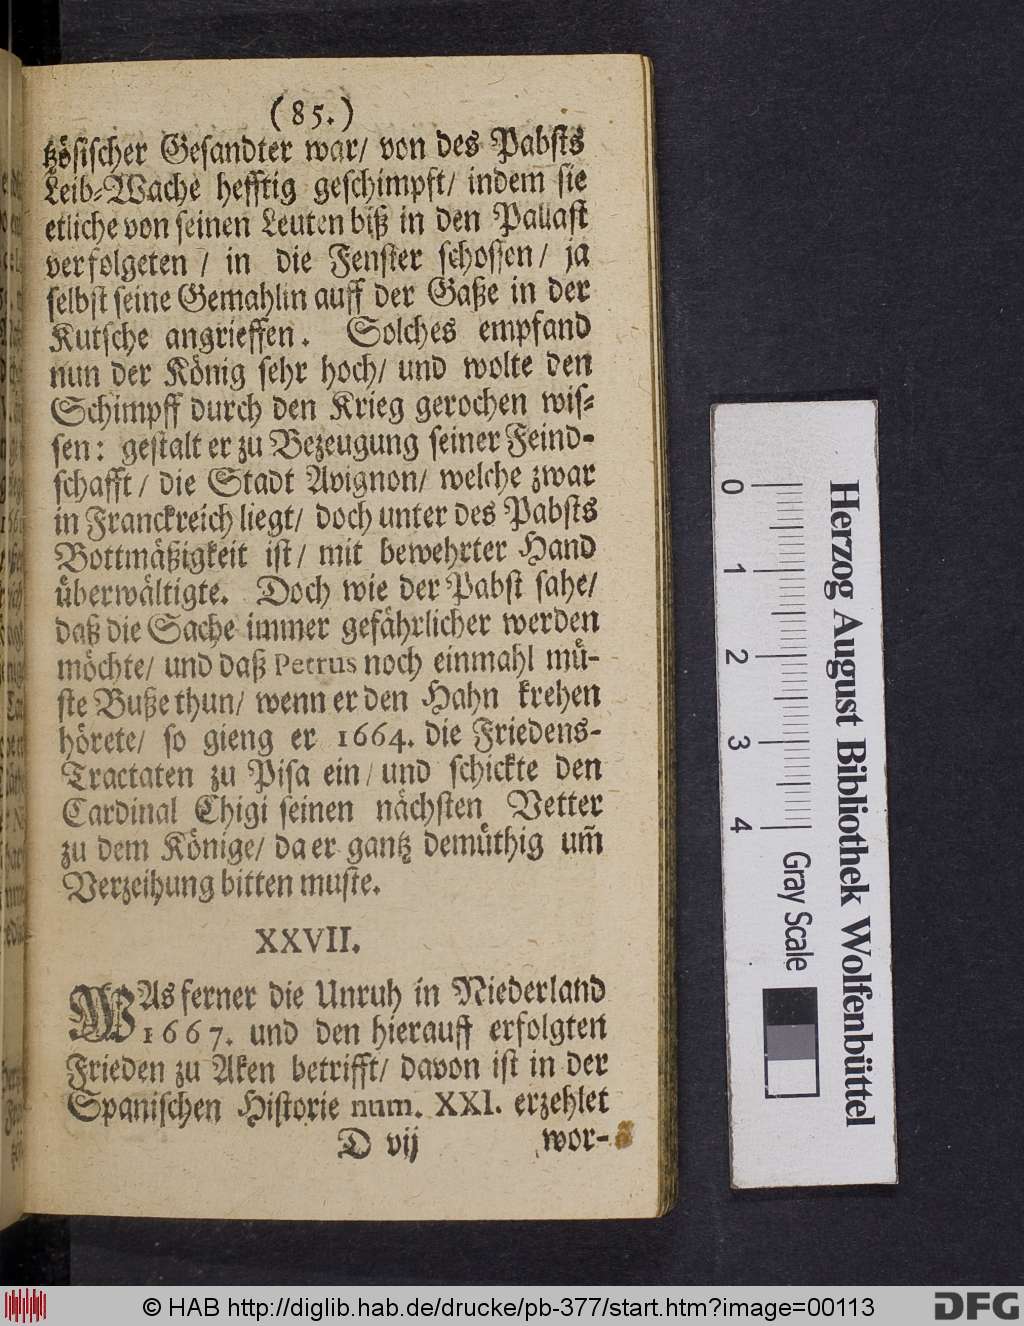 (85.)
tzösischer Gesandter war/ von des Pabsts
Leib-Wache hefftig geschimpft/ indem sie
etliche von seinen Leuten biß in den Pallast
verfolgeten / in die Fenster schossen/ ja
selbst seine Gemahlin auff der Gaße in der
Kutsche angrieffen. Solches empfand
nun der König sehr hoch/ und wolte den
Schimpff durch den Krieg gerochen wis-
sen: gestalt er zu Bezeugung seiner Feind-
schafft / die Stadt Avignon/ welche zwar
in Franckreich liegt/ doch unter des Pabsts
Bottmäßigkeit ist/ mit bewehrter Hand
überwältigte. Doch wie der Pabst sahe/
daß die Sache immer gefährlicher werden
möchte/ und daß Petrus noch einmahl mü-
ste Buße thun/ wenn er den Hahn krehen
hörete/ so gieng er 1664. die Friedens-
Tractaten zu Pisa ein/ und schickte den
Cardinal Chigi seinen nächsten Vetter
zu dem Könige/ da er gantz demüthig um̃
Verzeihung bitten muste.
XXVII.
WAs ferner die Unruh in Niederland
1667. und den hierauff erfolgten
Frieden zu Aken betrifft/ davon ist in der
Spanischen Historie num. XXI. erzehlet
D vij wor-
0 1 2 3 4 Gray Scale
Herzog August Bibliothek Wolfenbüttel
© HAB http://diglib.hab.de/drucke/pb-377/start.htm?image=00113
DFG